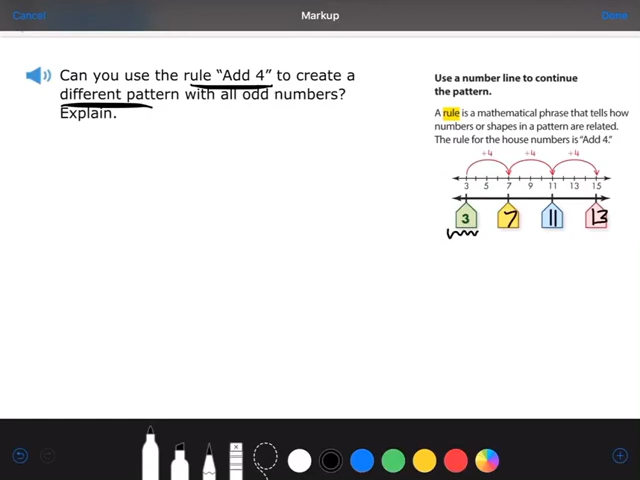 Cancel
Markup
Done
Can you use the rule “Add 4” to create a
different pattern with all odd numbers?
Explain.
Use a number line to continue
the pattern.
A rule is a mathematical phrase that tells how
numbers or shapes in a pattern are related.
The rule for the house numbers is “Add 4.”
+4 +4 +4
3 5 7 9 11 13 15
3 7 11 13